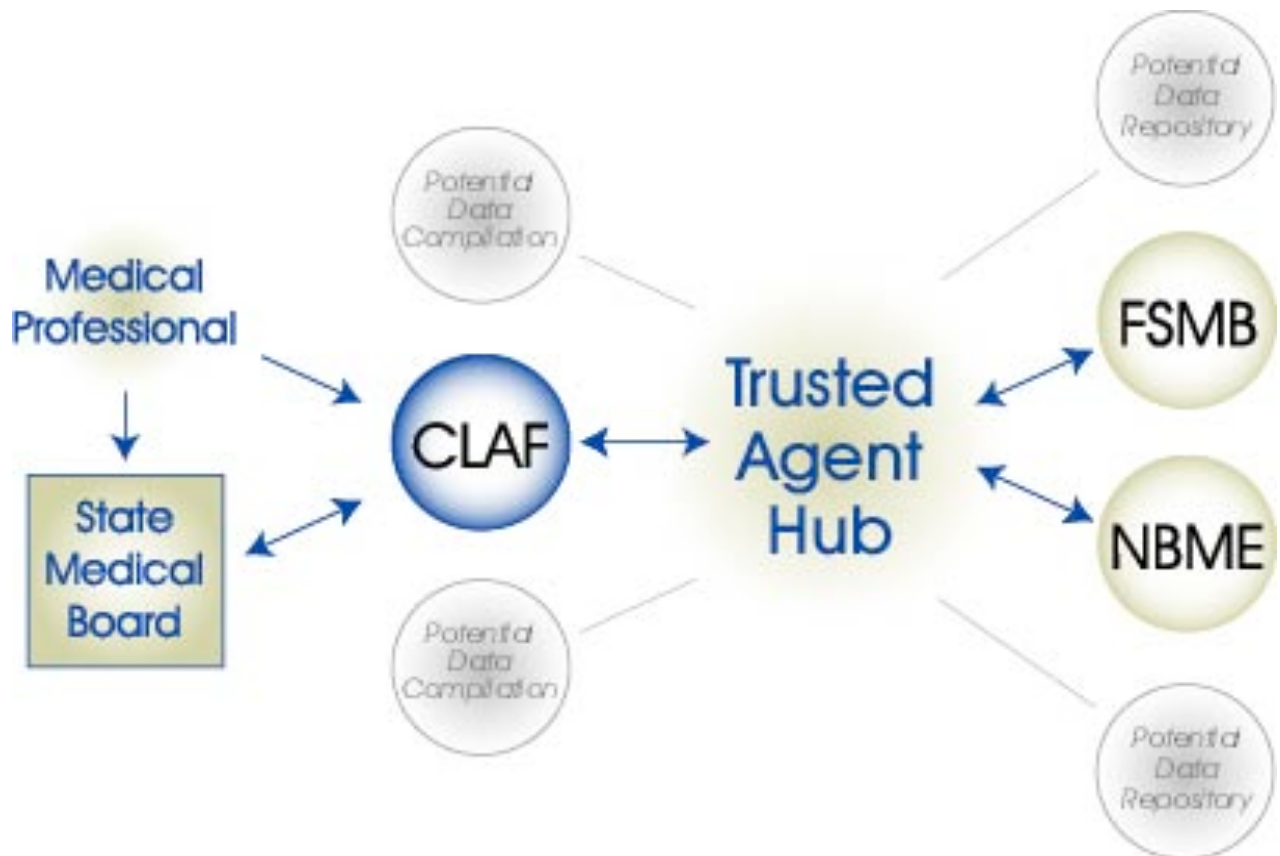 Potential
Data
Repository
Potential
Data
Compilation
Medical
Professional
FSMB
Trusted
Agent
Hub
CLAF
State
Medical
Board
NBME
Potential
Data
Compilation
Potential
Data
Repository